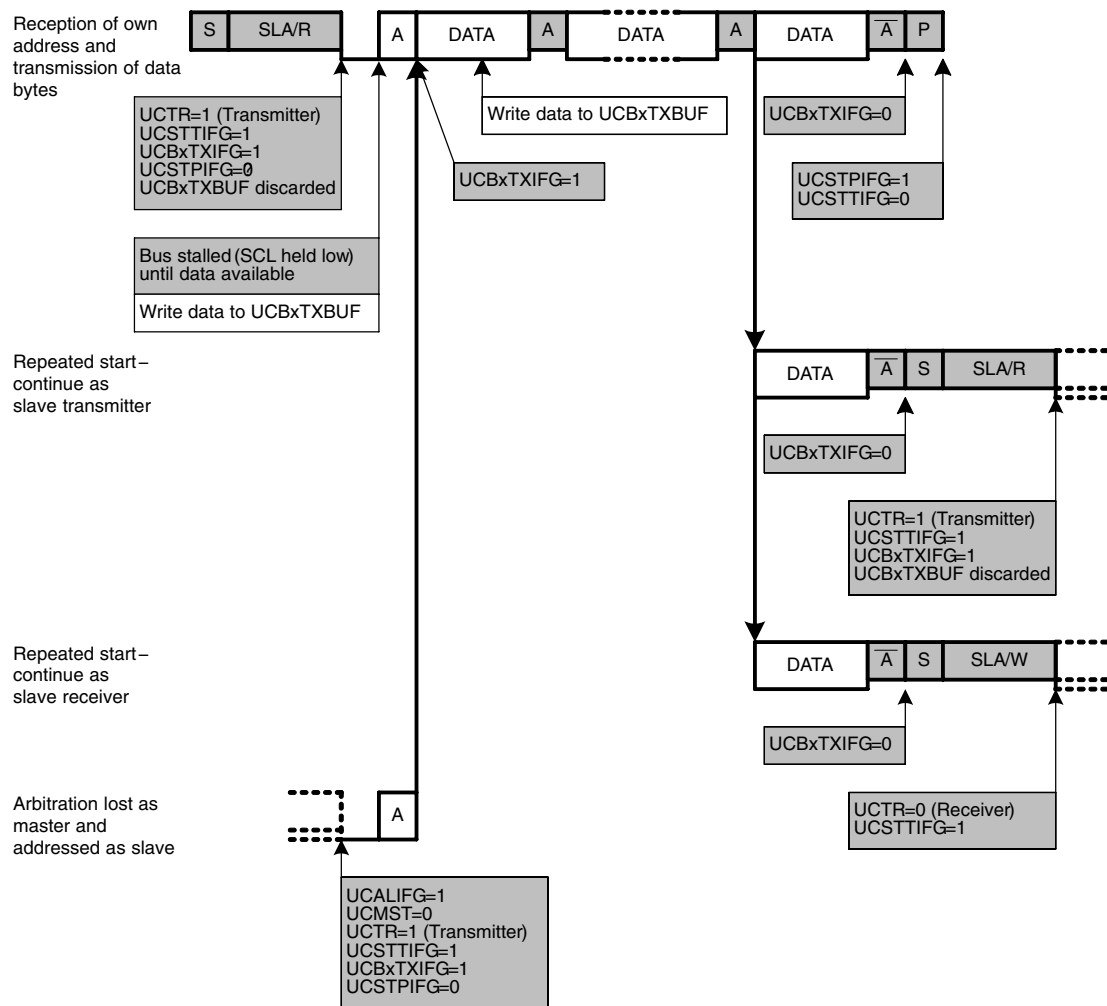 Reception of own
address and
transmission of data
bytes
S SLA/R A DATA A DATA A DATA A P
UCTR=1 (Transmitter)
UCSTTIFG=1
UCBxTXIFG=1
UCSTPIFG=0
UCBxTXBUF discarded
Write data to UCBxTXBUF
UCBxTXIFG=1
UCBxTXIFG=0
UCSTPIFG=1
UCSTTIFG=0
Bus stalled (SCL held low)
until data available
Write data to UCBxTXBUF
Repeated start–
continue as
slave transmitter
DATA A S SLA/R
UCBxTXIFG=0
UCTR=1 (Transmitter)
UCSTTIFG=1
UCBxTXIFG=1
UCBxTXBUF discarded
Repeated start–
continue as
slave receiver
DATA A S SLA/W
UCBxTXIFG=0
UCTR=0 (Receiver)
UCSTTIFG=1
Arbitration lost as
master and
addressed as slave
A
UCALIFG=1
UCMST=0
UCTR=1 (Transmitter)
UCSTTIFG=1
UCBxTXIFG=1
UCSTPIFG=0